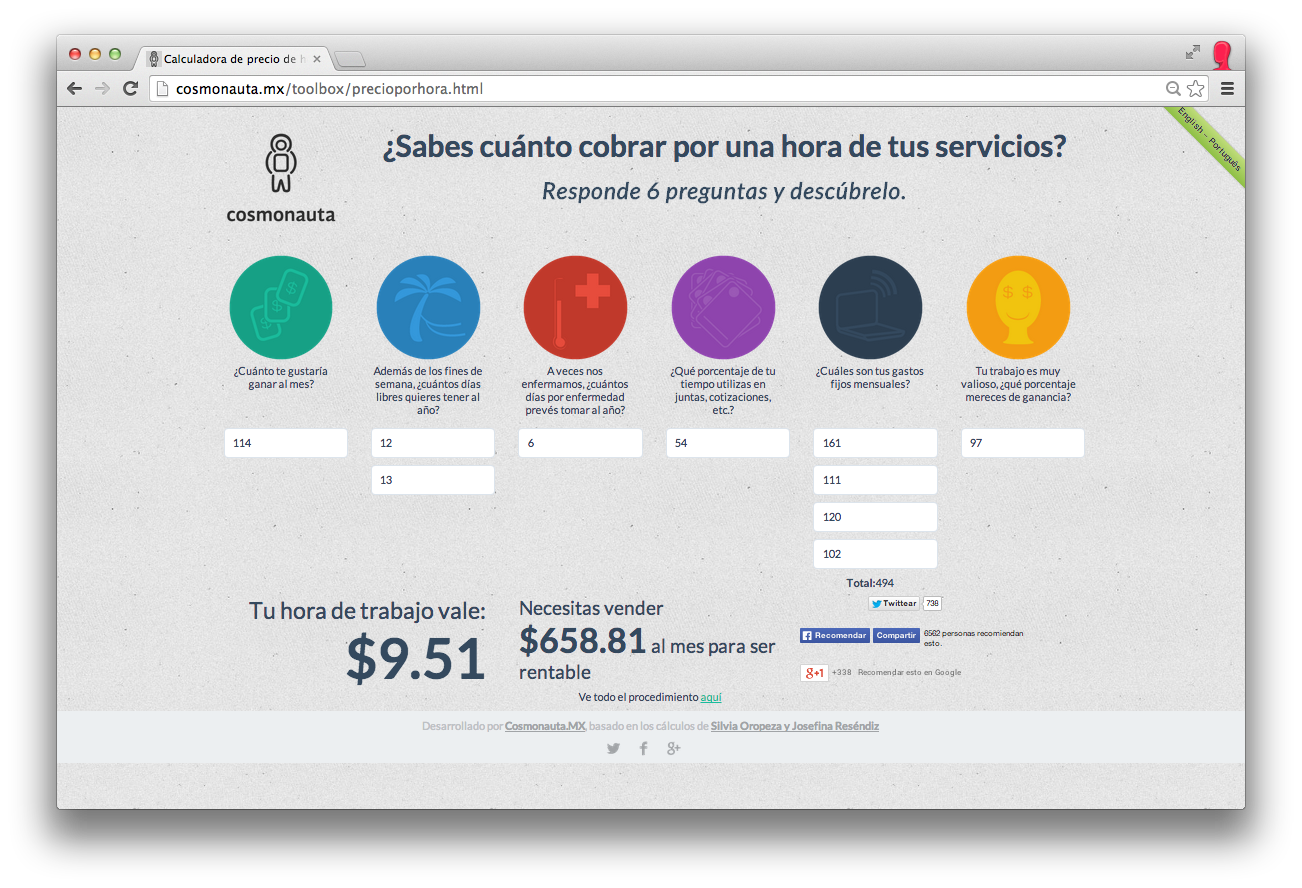 Calculadora de precio de h
cosmonauta.mx/toolbox/precioporhora.html
English – Português
cosmonauta
¿Sabes cuánto cobrar por una hora de tus servicios?
Responde 6 preguntas y descúbrelo.
¿Cuánto te gustaría
ganar al mes?
114
Además de los fines de
semana, ¿cuántos días
libres quieres tener al
año?
12
13
A veces nos
enfermamos, ¿cuántos
días por enfermedad
prevés tomar al año?
6
¿Qué porcentaje de tu
tiempo utilizas en
juntas, cotizaciones,
etc.?
54
¿Cuáles son tus gastos
fijos mensuales?
161
111
120
102
Total:494
Tu trabajo es muy
valioso, ¿qué porcentaje
mereces de ganancia?
97
Tu hora de trabajo vale:
$9.51
Necesitas vender
$658.81 al mes para ser
rentable
Twittear 738
Recomendar Compartir 6562 personas recomiendan
esto.
g+1 +338 Recomendar esto en Google
Ve todo el procedimiento aquí
Desarrollado por Cosmonauta.MX, basado en los cálculos de Silvia Oropeza y Josefina Reséndiz